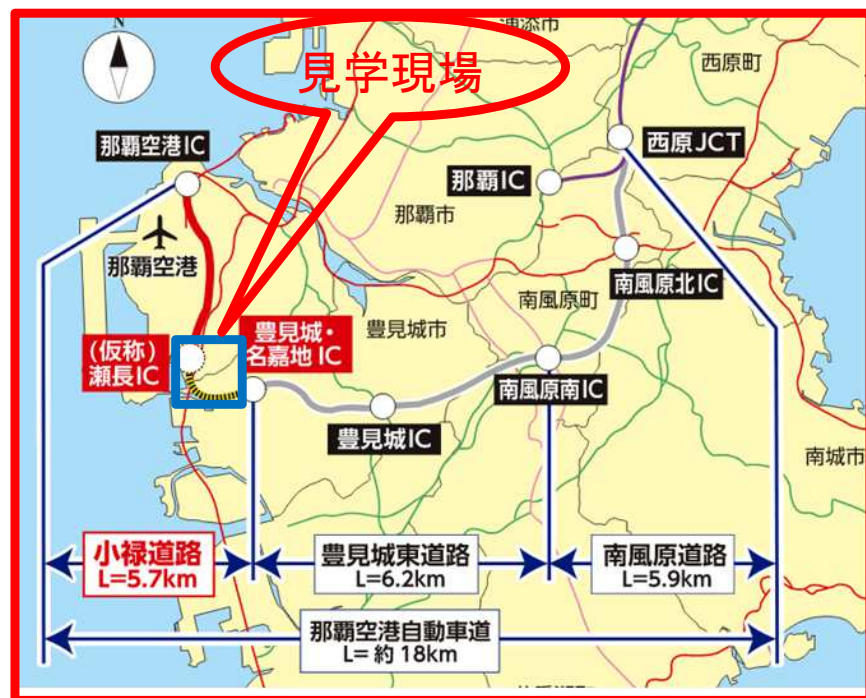 N
見学現場
浦添市
西原町
那覇空港IC
西原JCT
那覇IC
那覇市
那覇空港
南風原北IC
南風原町
豊見城・
名嘉地IC
豊見城市
(仮称)
瀬長IC
南風原南IC
豊見城IC
南城市
小禄道路
L=5.7km
豊見城東道路
L=6.2km
南風原道路
L=5.9km
那覇空港自動車道
L= 約 18km